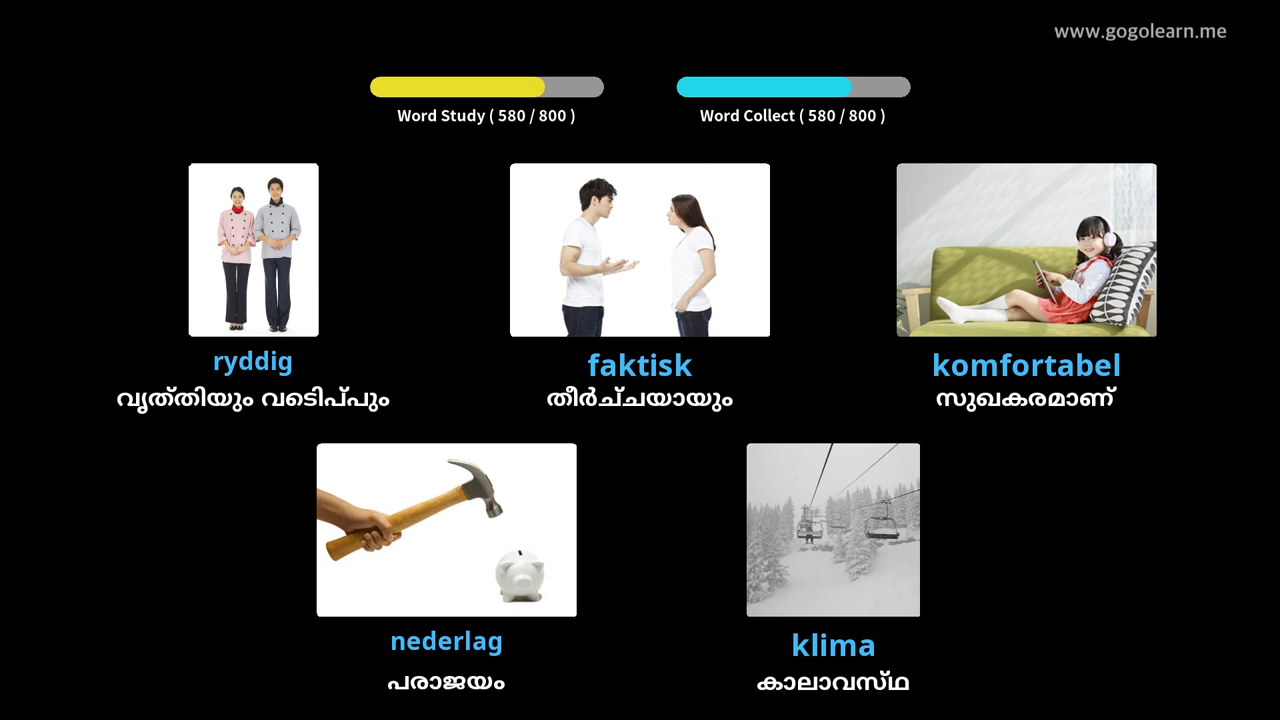 www.gogolearn.me
Word Study ( 580 / 800 )
Word Collect ( 580 / 800 )
ryddig
വൃത്തിയും വടെിപ്പും
faktisk
തീർച്ചയായും
komfortabel
സുഖകരമാണ്
nederlag
പരാജയം
klima
കാലാവസ്ഥ